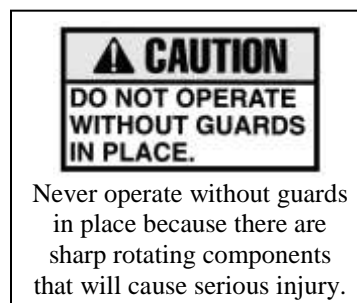 CAUTION
DO NOT OPERATE
WITHOUT GUARDS
IN PLACE.
Never operate without guards
in place because there are
sharp rotating components
that will cause serious injury.